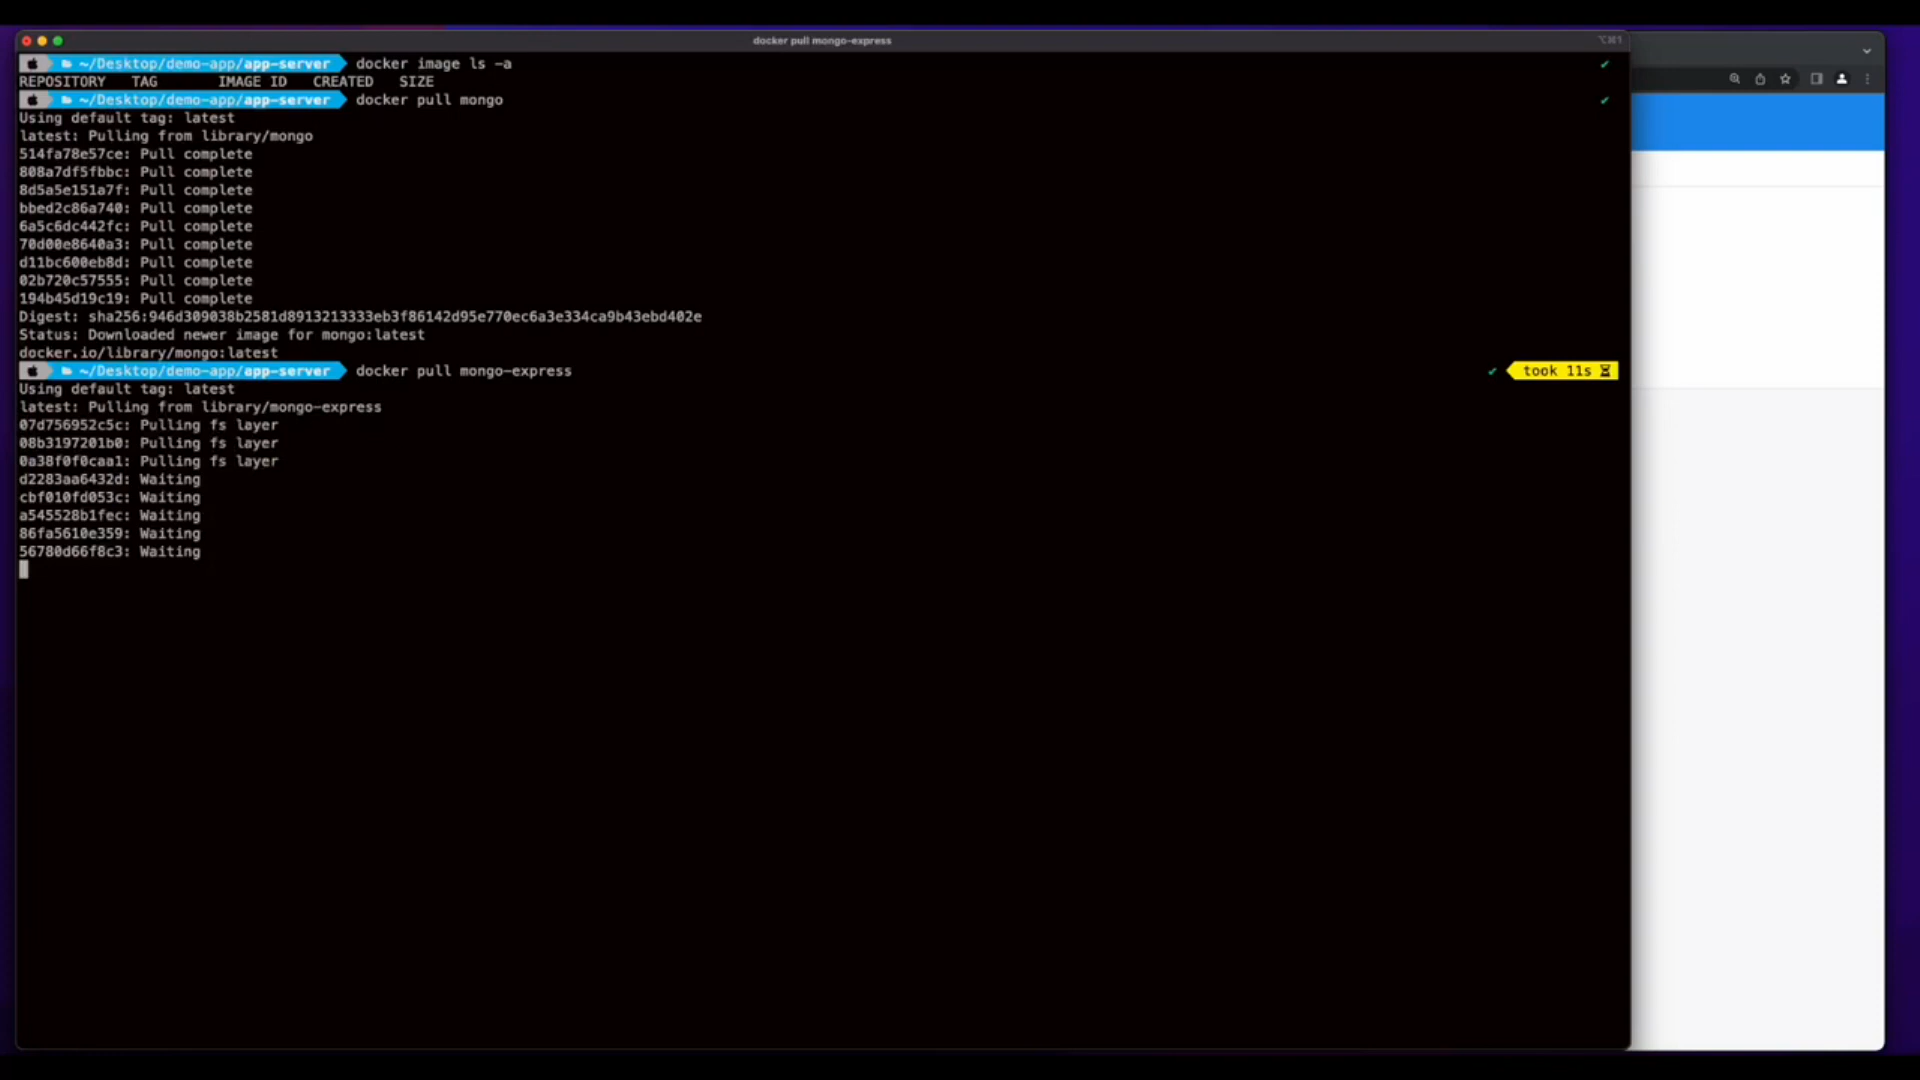 docker pull mongo-express
⌥⌘1
~/Desktop/demo-app/app-server docker image ls -a
REPOSITORY TAG IMAGE ID CREATED SIZE
~/Desktop/demo-app/app-server docker pull mongo
Using default tag: latest
latest: Pulling from library/mongo
514fa78e57ce: Pull complete
808a7df5fbbc: Pull complete
8d5a5e151a7f: Pull complete
bbed2c86a740: Pull complete
6a5c6dc442fc: Pull complete
70d00e8640a3: Pull complete
d11bc600eb8d: Pull complete
02b720c57555: Pull complete
194b45d19c19: Pull complete
Digest: sha256:946d309038b2581d8913213333eb3f86142d95e770ec6a3e334ca9b43ebd402e
Status: Downloaded newer image for mongo:latest
docker.io/library/mongo:latest
~/Desktop/demo-app/app-server docker pull mongo-express took 11s
Using default tag: latest
latest: Pulling from library/mongo-express
07d756952c5c: Pulling fs layer
08b3197201b0: Pulling fs layer
0a38f0f0caa1: Pulling fs layer
d2283aa6432d: Waiting
cbf010fd053c: Waiting
a545528b1fec: Waiting
86fa5610e359: Waiting
56780d66f8c3: Waiting